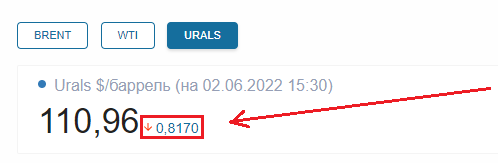 BRENT WTI URALS
Urals $/баррель (на 02.06.2022 15:30)
110,96 ↓ 0,8170